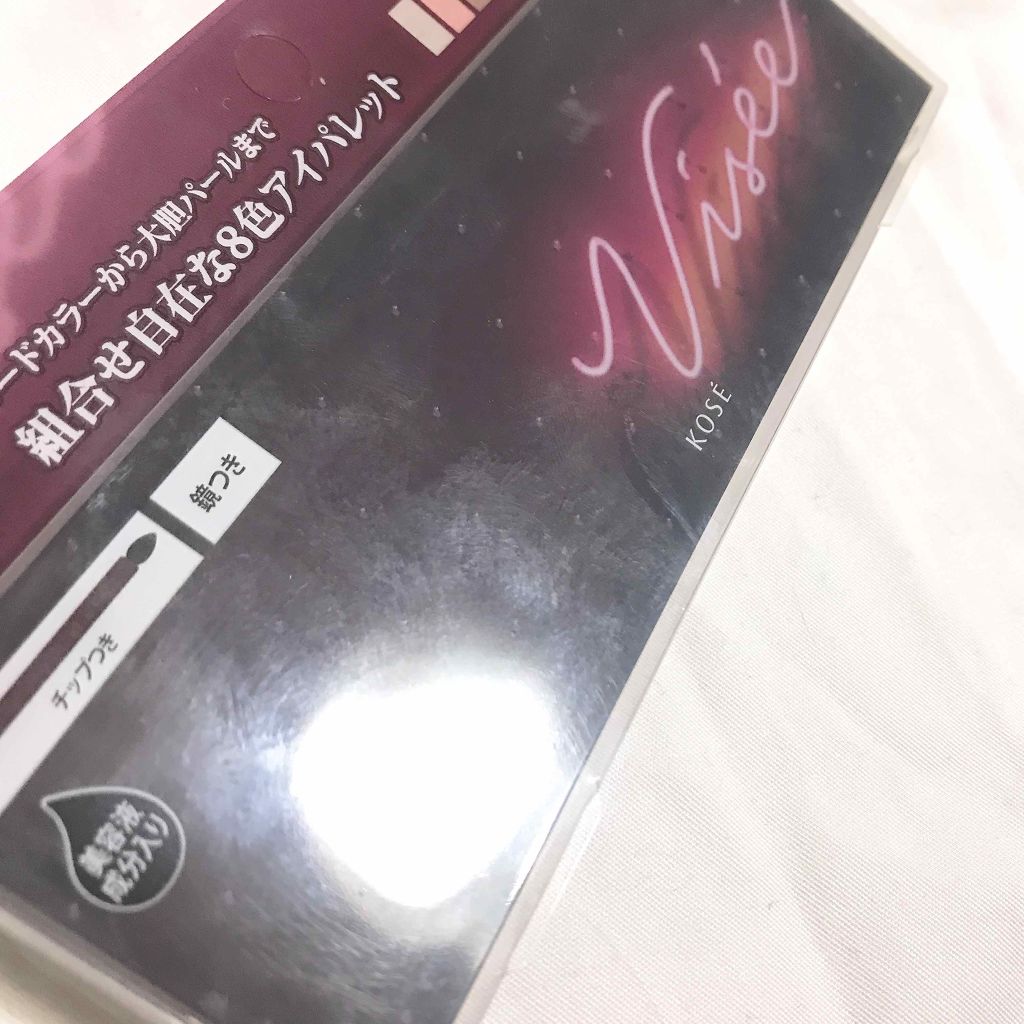 ードカラーから大胆パールまで
組合せ自在な8色アイパレット
Visée
KOSÉ
鏡つき
チップつき
美容液
成分入り